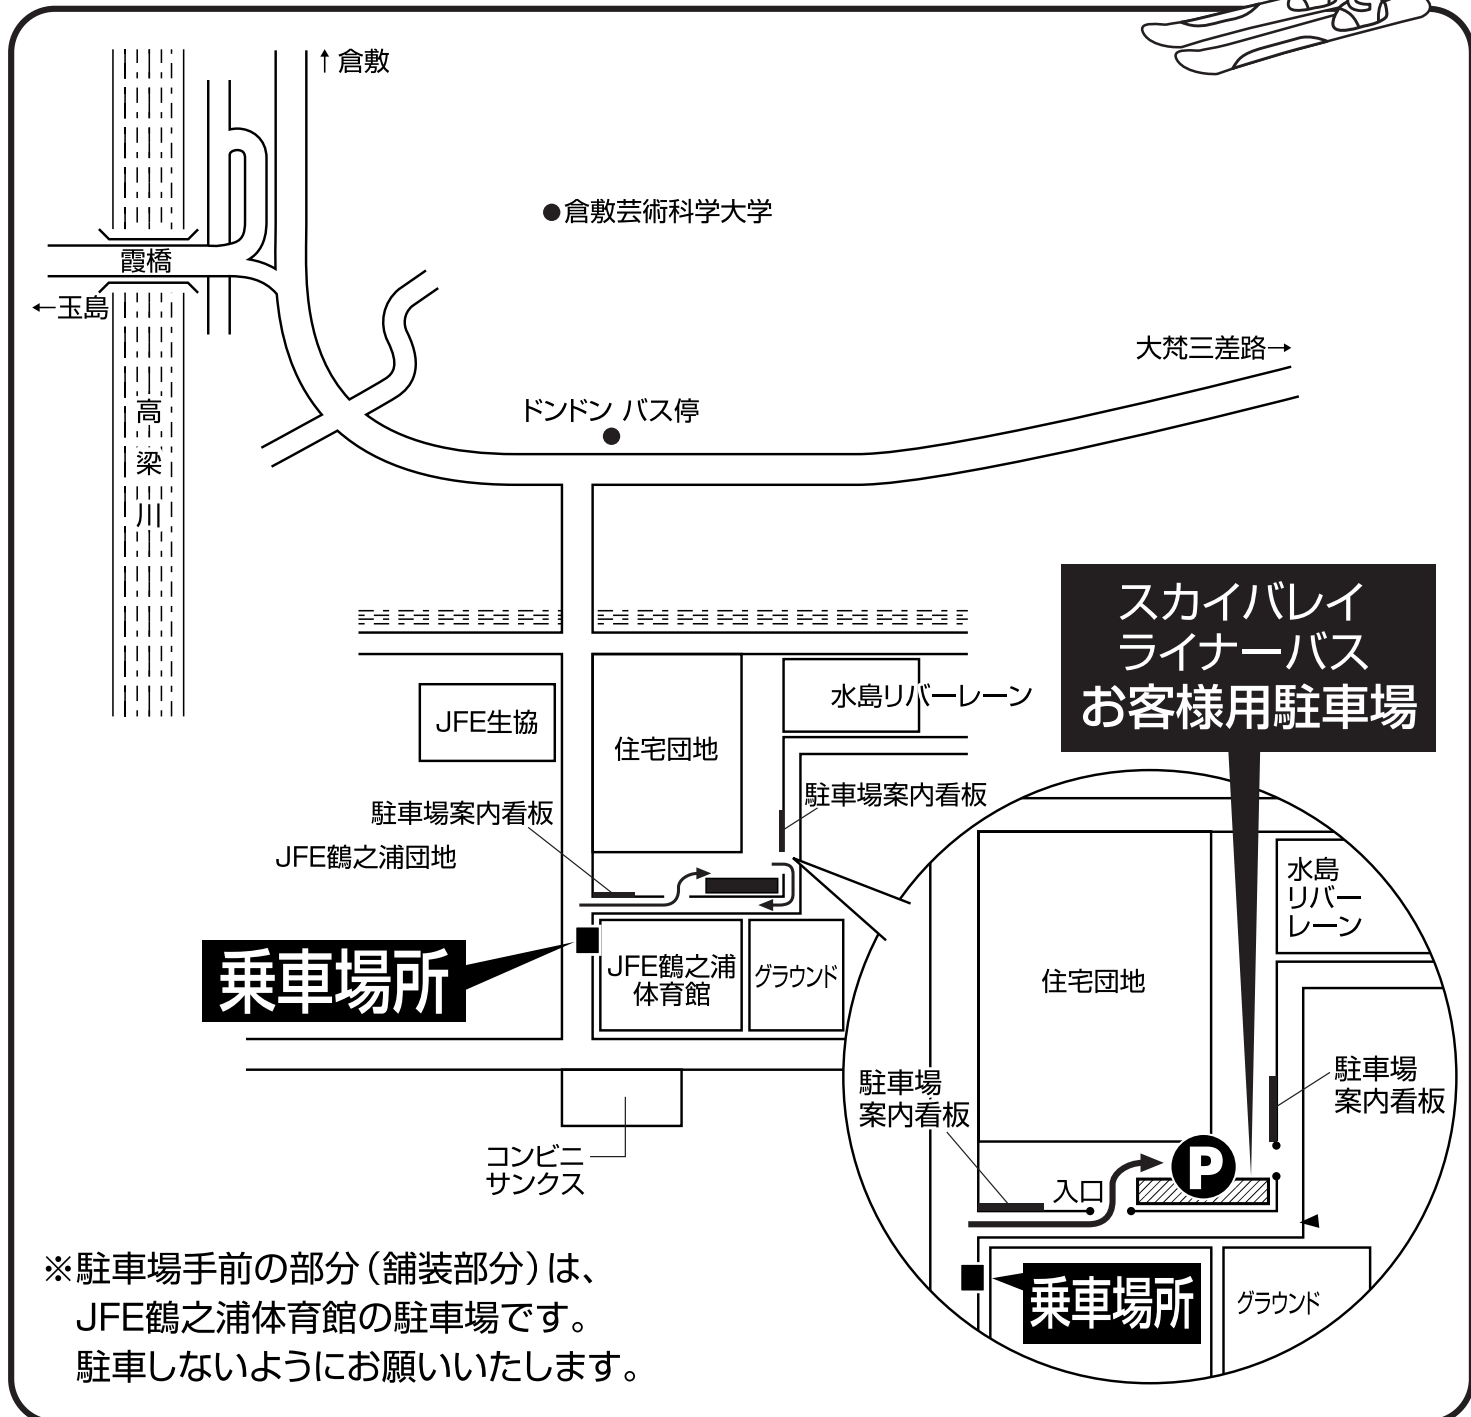 ↑倉敷
●倉敷芸術科学大学
霞橋
←玉島
大梵三差路→
ドンドン バス停
高梁川
スカイバレイ
ライナーバス
お客様用駐車場
水島リバーレーン
JFE生協
住宅団地
駐車場案内看板
駐車場案内看板
JFE鶴之浦団地
水島
リバー
レーン
乗車場所
JFE鶴之浦
体育館
グラウンド
住宅団地
駐車場
案内看板
駐車場
案内看板
コンビニ
サンクス
P
入口
乗車場所
グラウンド
※駐車場手前の部分(舗装部分)は、
JFE鶴之浦体育館の駐車場です。
駐車しないようにお願いいたします。